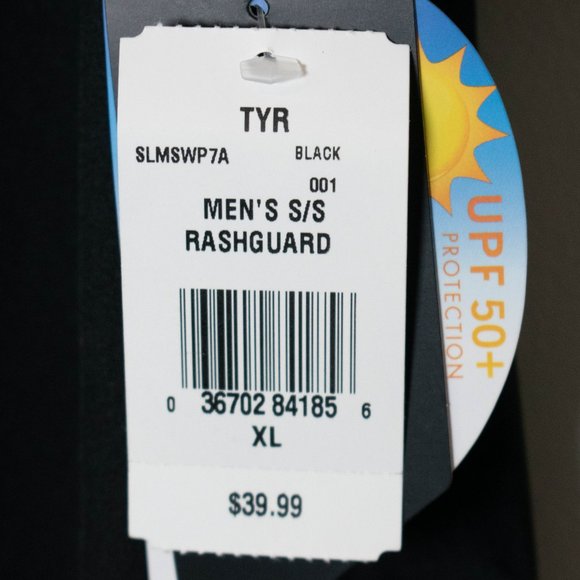 TYR
SLMSWP7A BLACK
001
MEN'S S/S
RASHGUARD
0 36702 84185 6
XL
$39.99
UPF 50+
PROTECTION